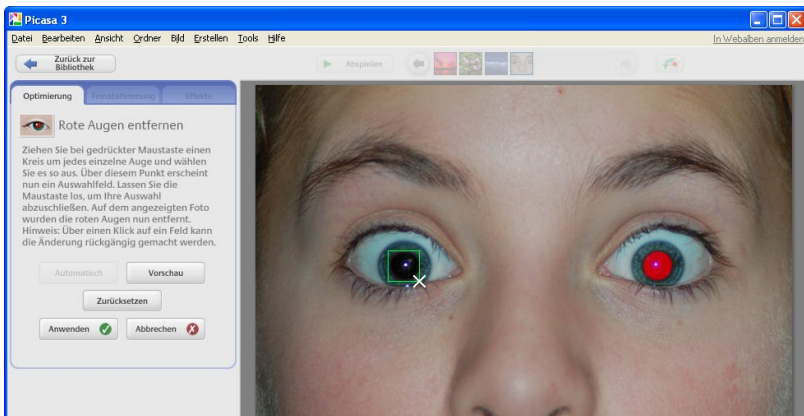 Picasa 3
Datei Bearbeiten Ansicht Ordner Bild Erstellen Tools Hilfe
In Webalben anmelden
Zurück zur
Bibliothek
Abspielen
Optimierung Feinabstimmung Effekte
Rote Augen entfernen
Ziehen Sie bei gedrückter Maustaste einen
Kreis um jedes einzelne Auge und wählen
Sie es so aus. Über diesem Punkt erscheint
nun ein Auswahlfeld. Lassen Sie die
Maustaste los, um Ihre Auswahl
abzuschließen. Auf dem angezeigten Foto
wurden die roten Augen nun entfernt.
Hinweis: Über einen Klick auf ein Feld kann
die Änderung rückgängig gemacht werden.
Automatisch Vorschau
Zurücksetzen
Anwenden Abbrechen